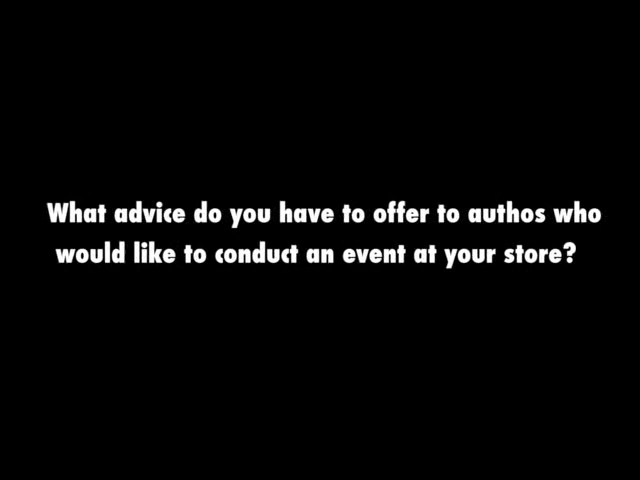 What advice do you have to offer to authos who
would like to conduct an event at your store?